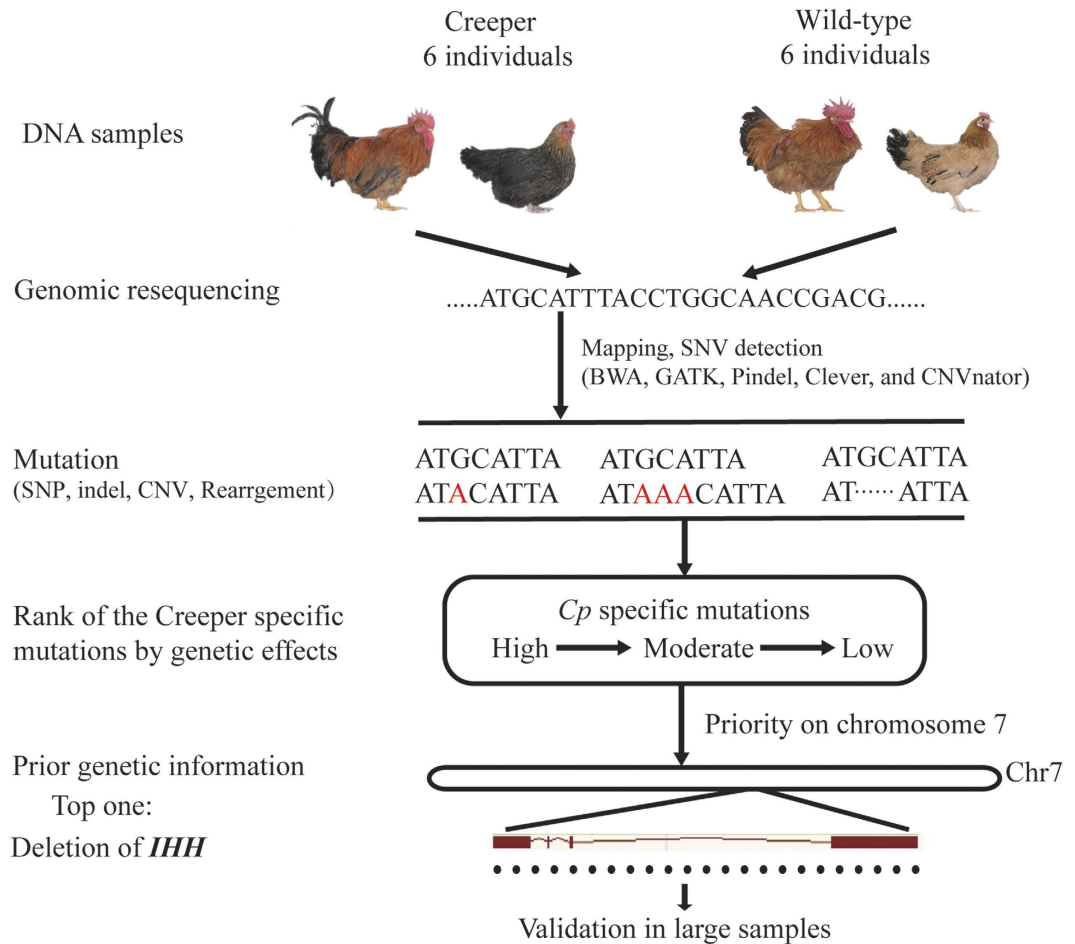 Creeper
6 individuals
Wild-type
6 individuals
DNA samples
Genomic resequencing
.....ATGCATTTACCTGGCAACCGACG......
Mapping, SNV detection
(BWA, GATK, Pindel, Clever, and CNVnator)
Mutation
(SNP, indel, CNV, Rearrgement)
ATGCATTA ATGCATTA ATGCATTA
ATACATTA ATAAACATTA AT······ATTA
Rank of the Creeper specific
mutations by genetic effects
Cp specific mutations
High Moderate Low
Priority on chromosome 7
Prior genetic information
Chr7
Top one:
Deletion of IHH
Validation in large samples